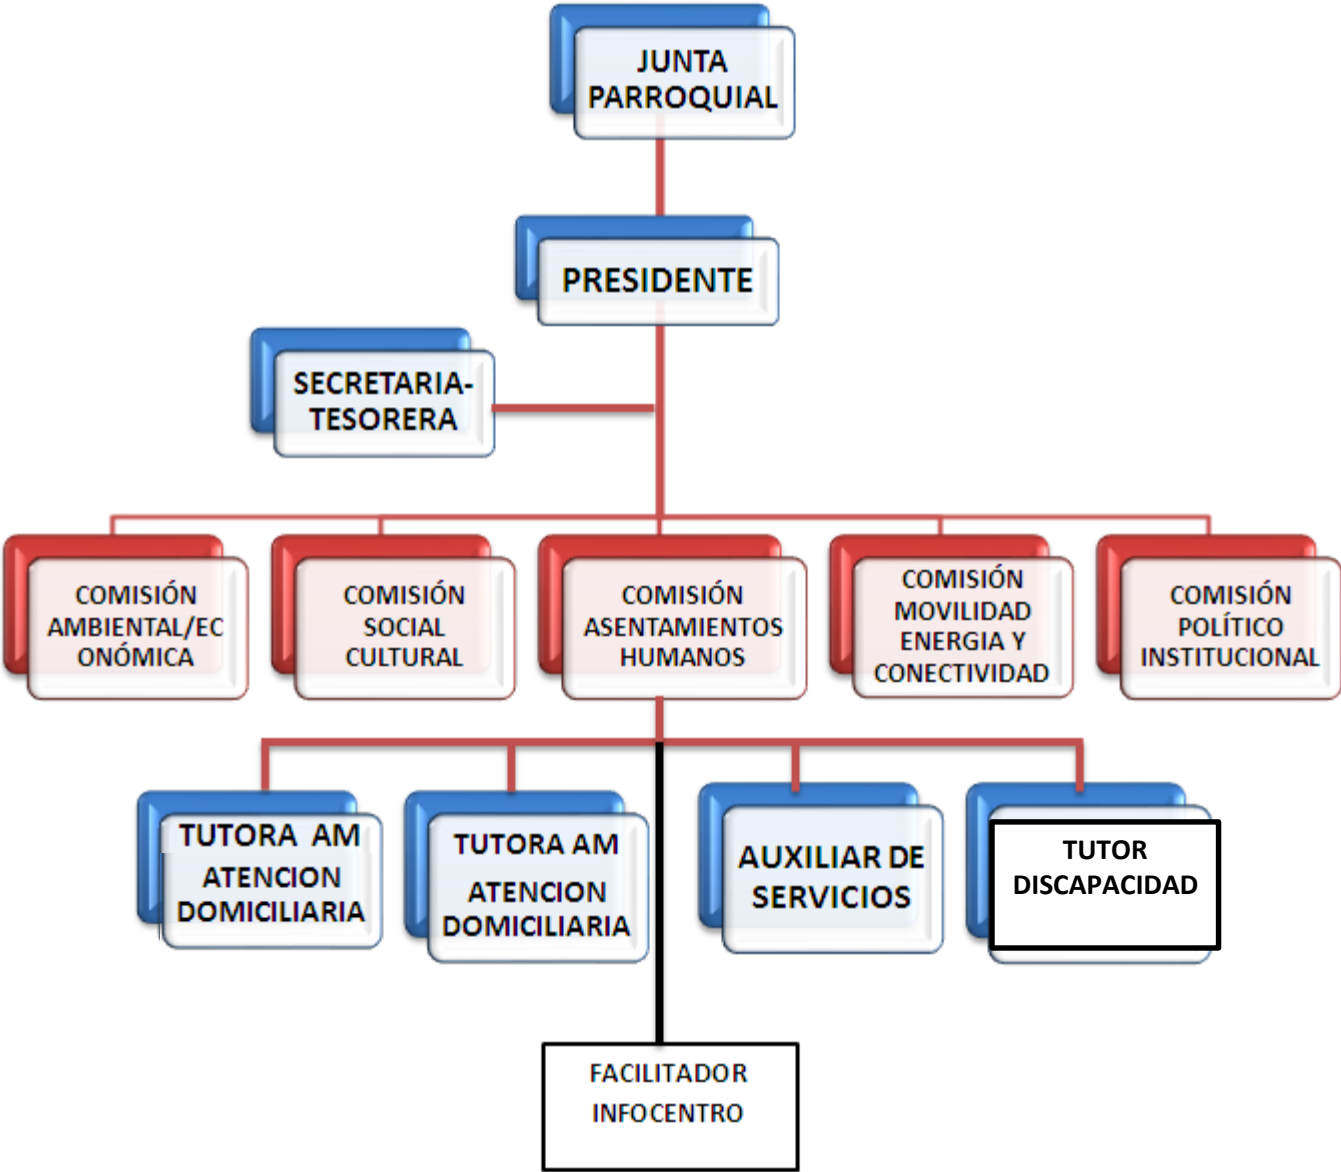 JUNTA
PARROQUIAL
PRESIDENTE
SECRETARIA-
TESORERA
COMISIÓN
AMBIENTAL/EC
ONÓMICA
COMISIÓN
SOCIAL
CULTURAL
COMISIÓN
ASENTAMIENTOS
HUMANOS
COMISIÓN
MOVILIDAD
ENERGIA Y
CONECTIVIDAD
COMISIÓN
POLÍTICO
INSTITUCIONAL
TUTORA AM
ATENCION
DOMICILIARIA
TUTORA AM
ATENCION
DOMICILIARIA
AUXILIAR DE
SERVICIOS
TUTOR
DISCAPACIDAD
FACILITADOR
INFOCENTRO